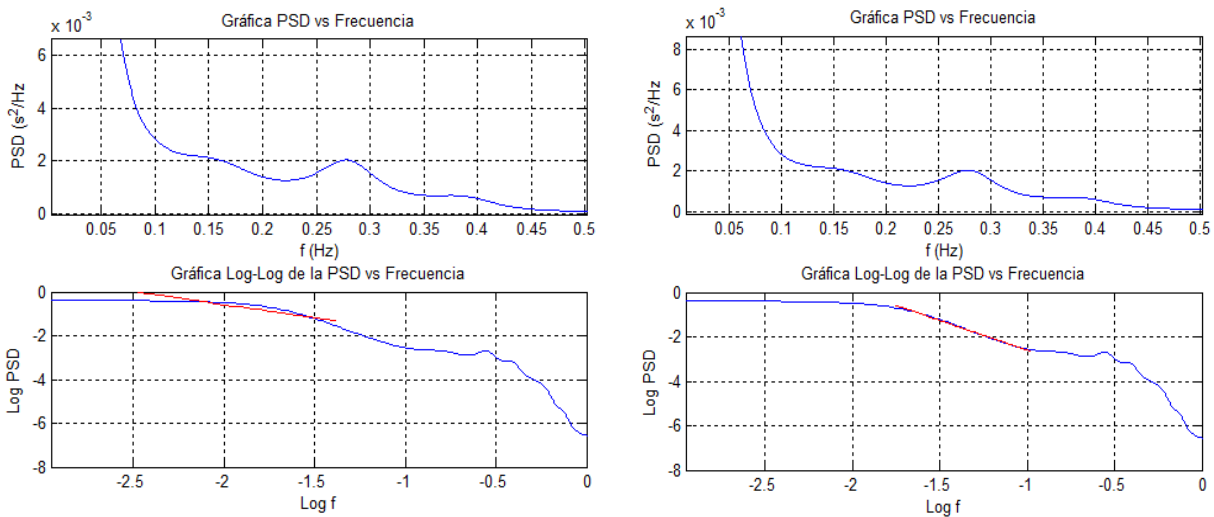 Gráfica PSD vs Frecuencia
x 10^-3
6
4
2
0
PSD (s^2/Hz
0.05 0.1 0.15 0.2 0.25 0.3 0.35 0.4 0.45 0.5
f (Hz)
Gráfica PSD vs Frecuencia
x 10^-3
8
6
4
2
0
PSD (s^2/Hz
0.05 0.1 0.15 0.2 0.25 0.3 0.35 0.4 0.45 0.5
f (Hz)
Gráfica Log-Log de la PSD vs Frecuencia
0
-2
-4
-6
-8
Log PSD
-2.5 -2 -1.5 -1 -0.5 0
Log f
Gráfica Log-Log de la PSD vs Frecuencia
0
-2
-4
-6
-8
Log PSD
-2.5 -2 -1.5 -1 -0.5 0
Log f